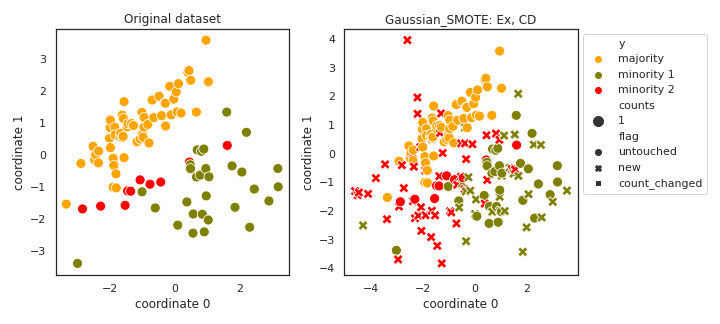 Original dataset
coordinate 1
3
2
1
0
−1
−2
−3
−2
0
2
coordinate 0
Gaussian_SMOTE: Ex, CD
coordinate 1
4
3
2
1
0
−1
−2
−3
−4
−4
−2
0
2
coordinate 0
y
majority
minority 1
minority 2
counts
1
flag
untouched
new
count_changed